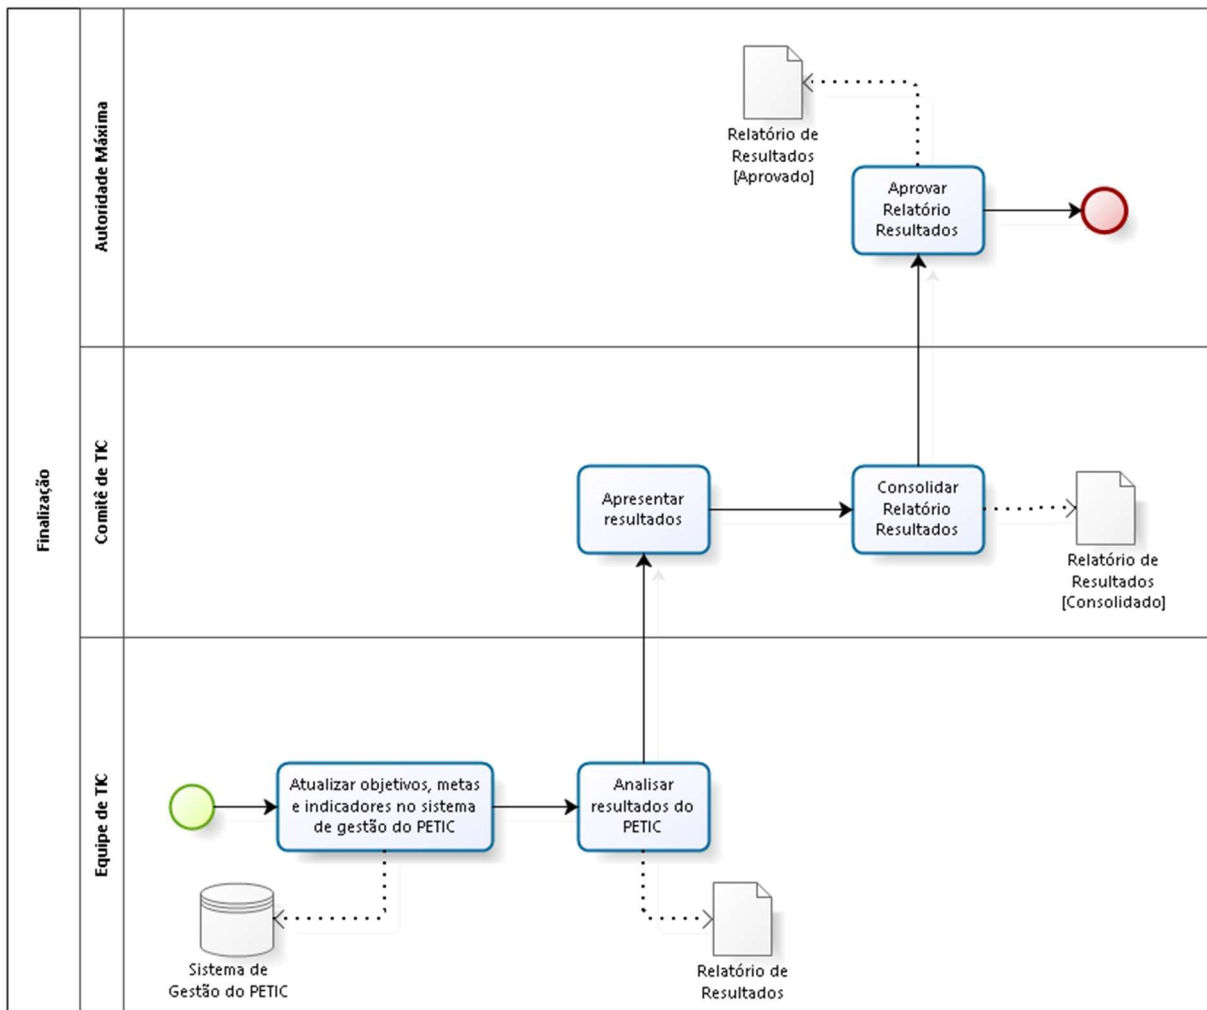 Finalização
Autoridade Máxima
Relatório de
Resultados
[Aprovado]
Aprovar
Relatório
Resultados
Comitê de TIC
Apresentar
resultados
Consolidar
Relatório
Resultados
Relatório de
Resultados
[Consolidado]
Equipe de TIC
Atualizar objetivos, metas
e indicadores no sistema
de gestão do PETIC
Analisar
resultados do
PETIC
Sistema de
Gestão do PETIC
Relatório de
Resultados